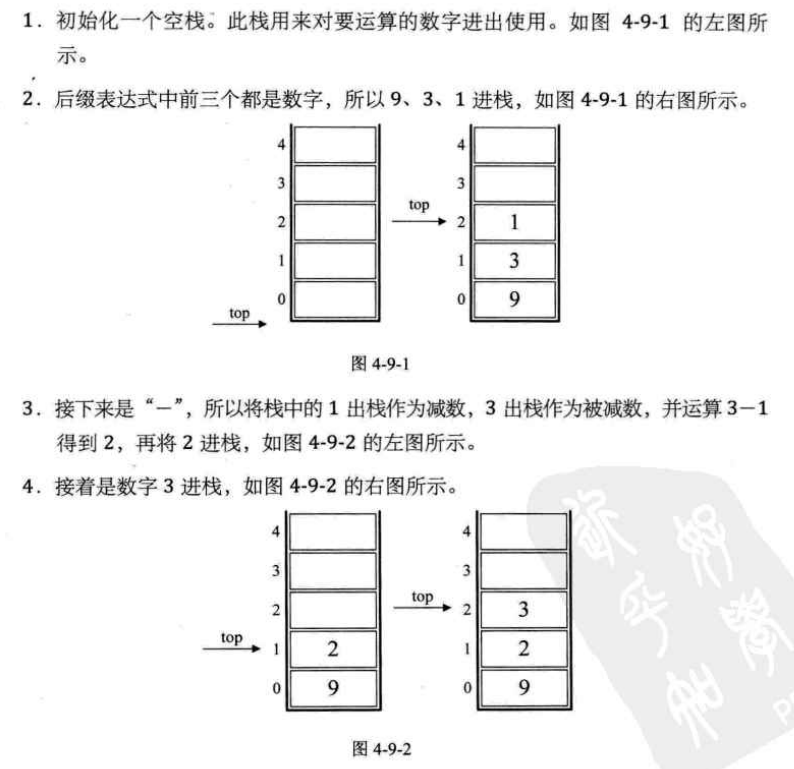 1．初始化一个空栈。此栈用来对要运算的数字进出使用。如图 4-9-1 的左图所
示。
2．后缀表达式中前三个都是数字，所以 9、3、1 进栈，如图 4-9-1 的右图所示。
4 4
3 3
top
2 2 1
1 1 3
0 0 9
top
图 4-9-1
3．接下来是“－”，所以将栈中的 1 出栈作为减数，3 出栈作为被减数，并运算 3－1
得到 2，再将 2 进栈，如图 4-9-2 的左图所示。
4．接着是数字 3 进栈，如图 4-9-2 的右图所示。
4 4
3 3
top
2 2 3
top
1 2 1 2
0 9 0 9
图 4-9-2